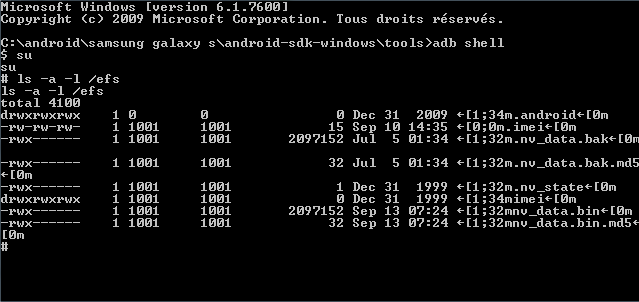 Microsoft Windows [version 6.1.7600]
Copyright (c) 2009 Microsoft Corporation. Tous droits réservés.
C:\android\samsung galaxy s\android-sdk-windows\tools>adb shell
$ su
su
# ls -a -l /efs
ls -a -l /efs
total 4100
drwxrwxrwx    1 0        0               0 Dec 31  2009 ←[1;34m.android←[0m
-rw-rw-rw-    1 1001     1001           15 Sep 10 14:35 ←[0;0m.imei←[0m
-rwx------    1 1001     1001      2097152 Jul  5 01:34 ←[1;32m.nv_data.bak←[0m
-rwx------    1 1001     1001           32 Jul  5 01:34 ←[1;32m.nv_data.bak.md5
←[0m
-rwx------    1 1001     1001            1 Dec 31  1999 ←[1;32m.nv_state←[0m
drwxrwxrwx    1 1001     1001            0 Dec 31  1999 ←[1;34mimei←[0m
-rwx------    1 1001     1001      2097152 Sep 13 07:24 ←[1;32mnv_data.bin←[0m
-rwx------    1 1001     1001           32 Sep 13 07:24 ←[1;32mnv_data.bin.md5←
[0m
#